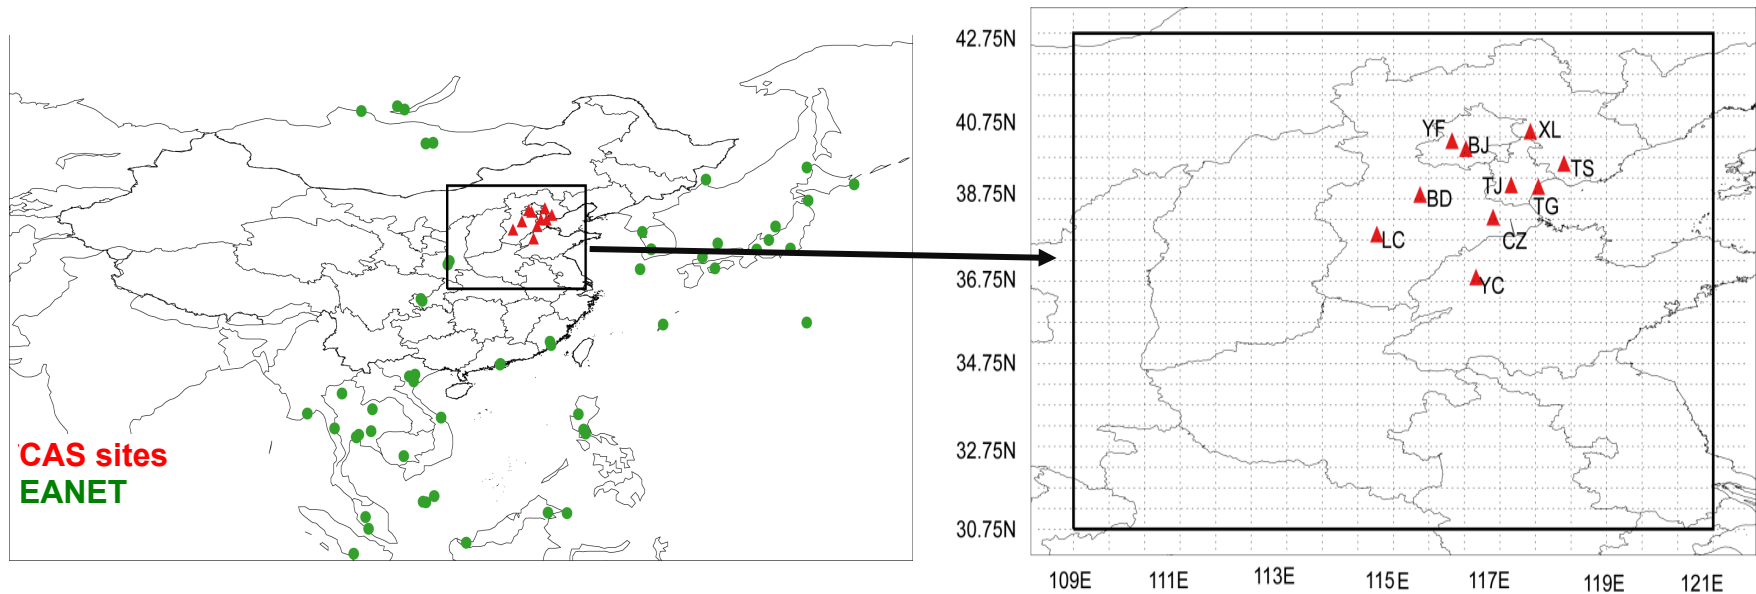 CAS sites
EANET
42.75N
40.75N
38.75N
36.75N
34.75N
32.75N
30.75N
YF
BJ
XL
TS
TJ
TG
BD
CZ
LC
YC
109E
111E
113E
115E
117E
119E
121E